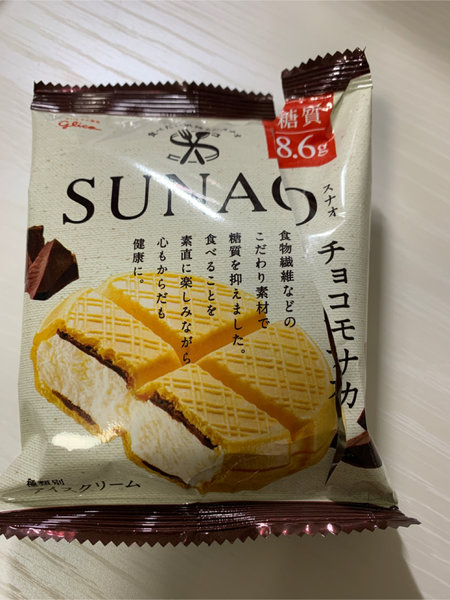 Glico
糖質
8.6g
SUNAO
スナオ
チョコモナカ
食物繊維などの
こだわり素材で
糖質を抑えました。
食べることを
素直に楽しみながら
心もからだも
健康に。
種類別
アイスクリーム